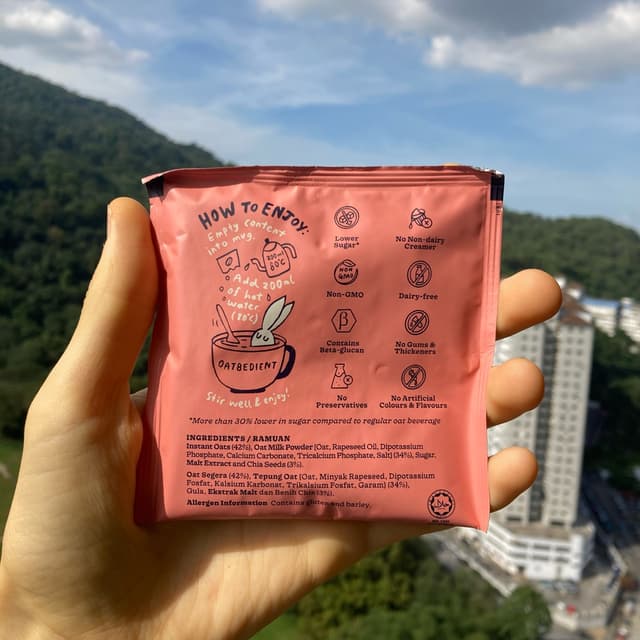 HOW TO ENJOY:
Empty content
into mug.
200 ml
80°C
Add 200ml
of hot
water
(80°c)
OATBEDIENT
Stir well & enjoy!
Lower
Sugar*
No Non-dairy
Creamer
NON
GMO
Non-GMO
Dairy-free
β
Contains
Beta-glucan
No Gums &
Thickeners
No
Preservatives
No Artificial
Colours & Flavours
*More than 30% lower in sugar compared to regular oat beverage
INGREDIENTS / RAMUAN
Instant Oats (42%), Oat Milk Powder [Oat, Rapeseed Oil, Dipotassium
Phosphate, Calcium Carbonate, Tricalcium Phosphate, Salt] (34%), Sugar,
Malt Extract and Chia Seeds (3%).
Oat Segera (42%), Tepung Oat [Oat, Minyak Rapeseed, Dipotassium
Fosfat, Kalsium Karbonat, Trikalsium Fosfat, Garam] (34%),
Gula, Ekstrak Malt dan Benih Chia (3%).
Allergen Information Contains gluten and barley.